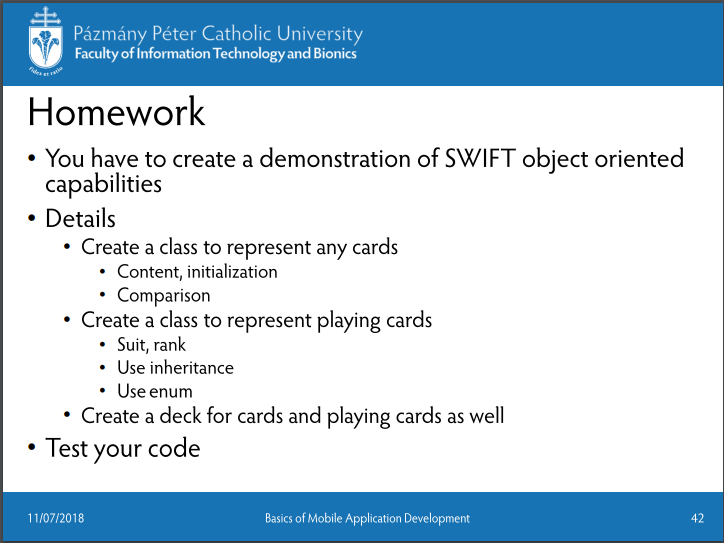 Pázmány Péter Catholic University
Faculty of Information Technology and Bionics
fides et ratio
Homework
• You have to create a demonstration of SWIFT object oriented
capabilities
• Details
• Create a class to represent any cards
• Content, initialization
• Comparison
• Create a class to represent playing cards
• Suit, rank
• Use inheritance
• Use enum
• Create a deck for cards and playing cards as well
• Test your code
11/07/2018
Basics of Mobile Application Development
42